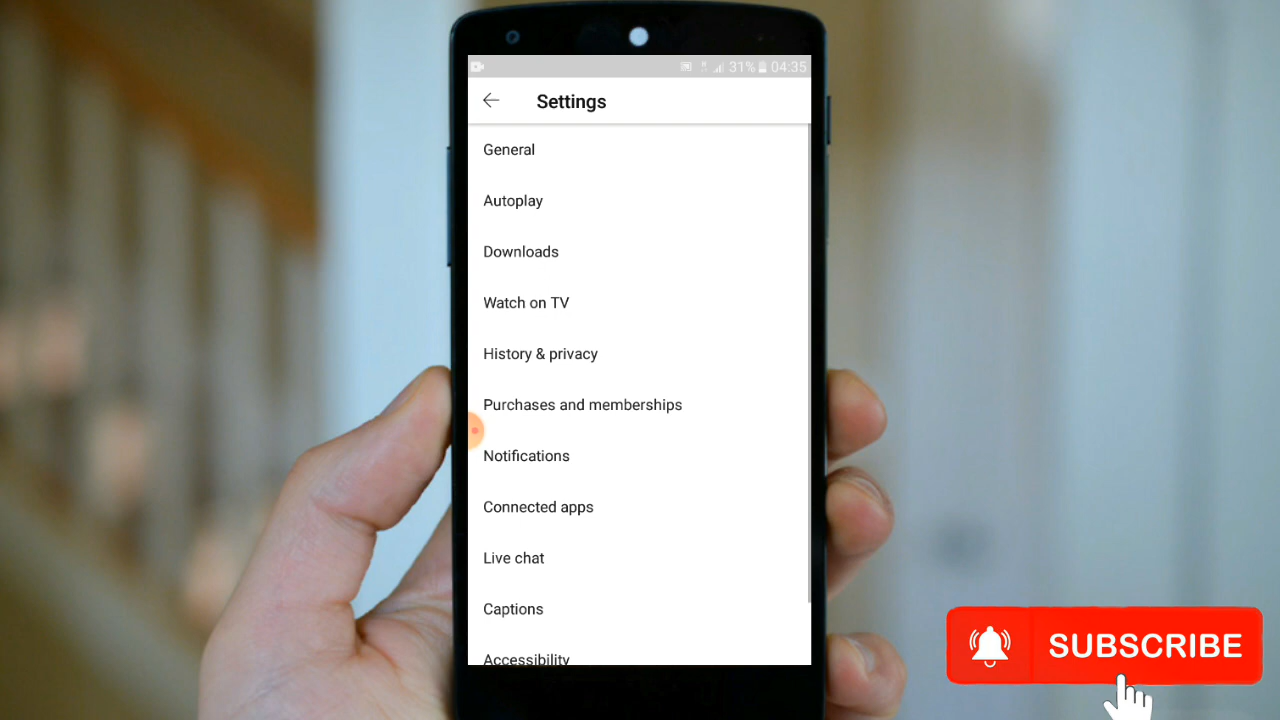 31% 04:35
Settings
General
Autoplay
Downloads
Watch on TV
History & privacy
Purchases and memberships
Notifications
Connected apps
Live chat
Captions
Accessibility
SUBSCRIBE